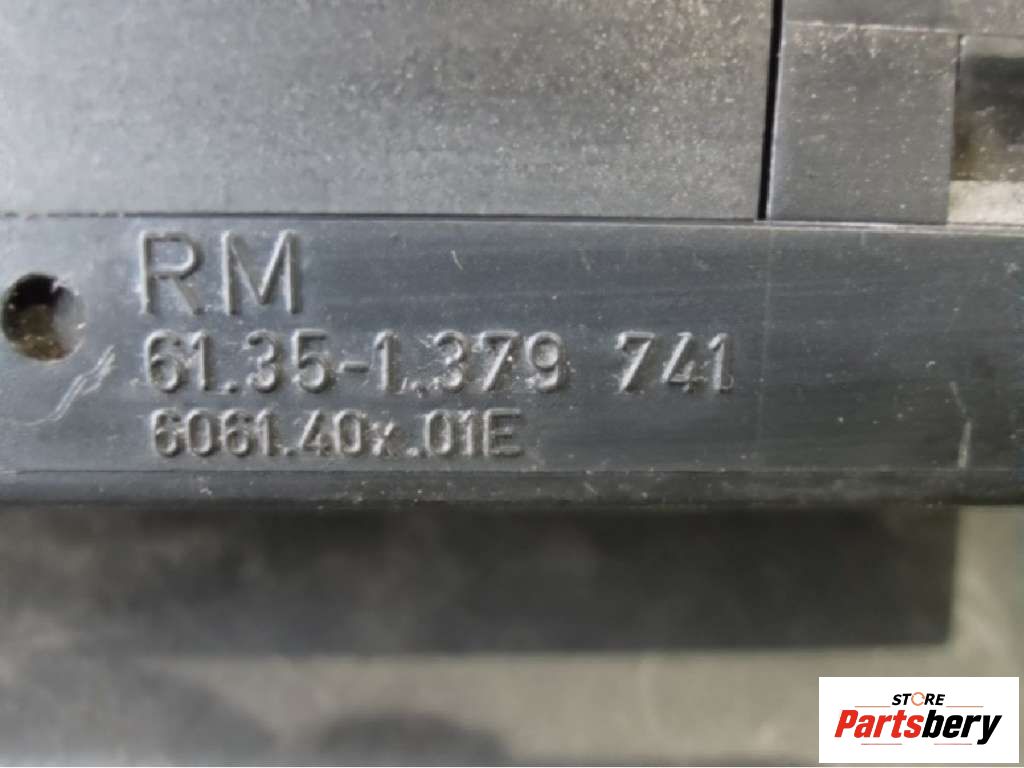 RM
61.35-1.379 741
6061.40x.01E
STORE
Partsbery